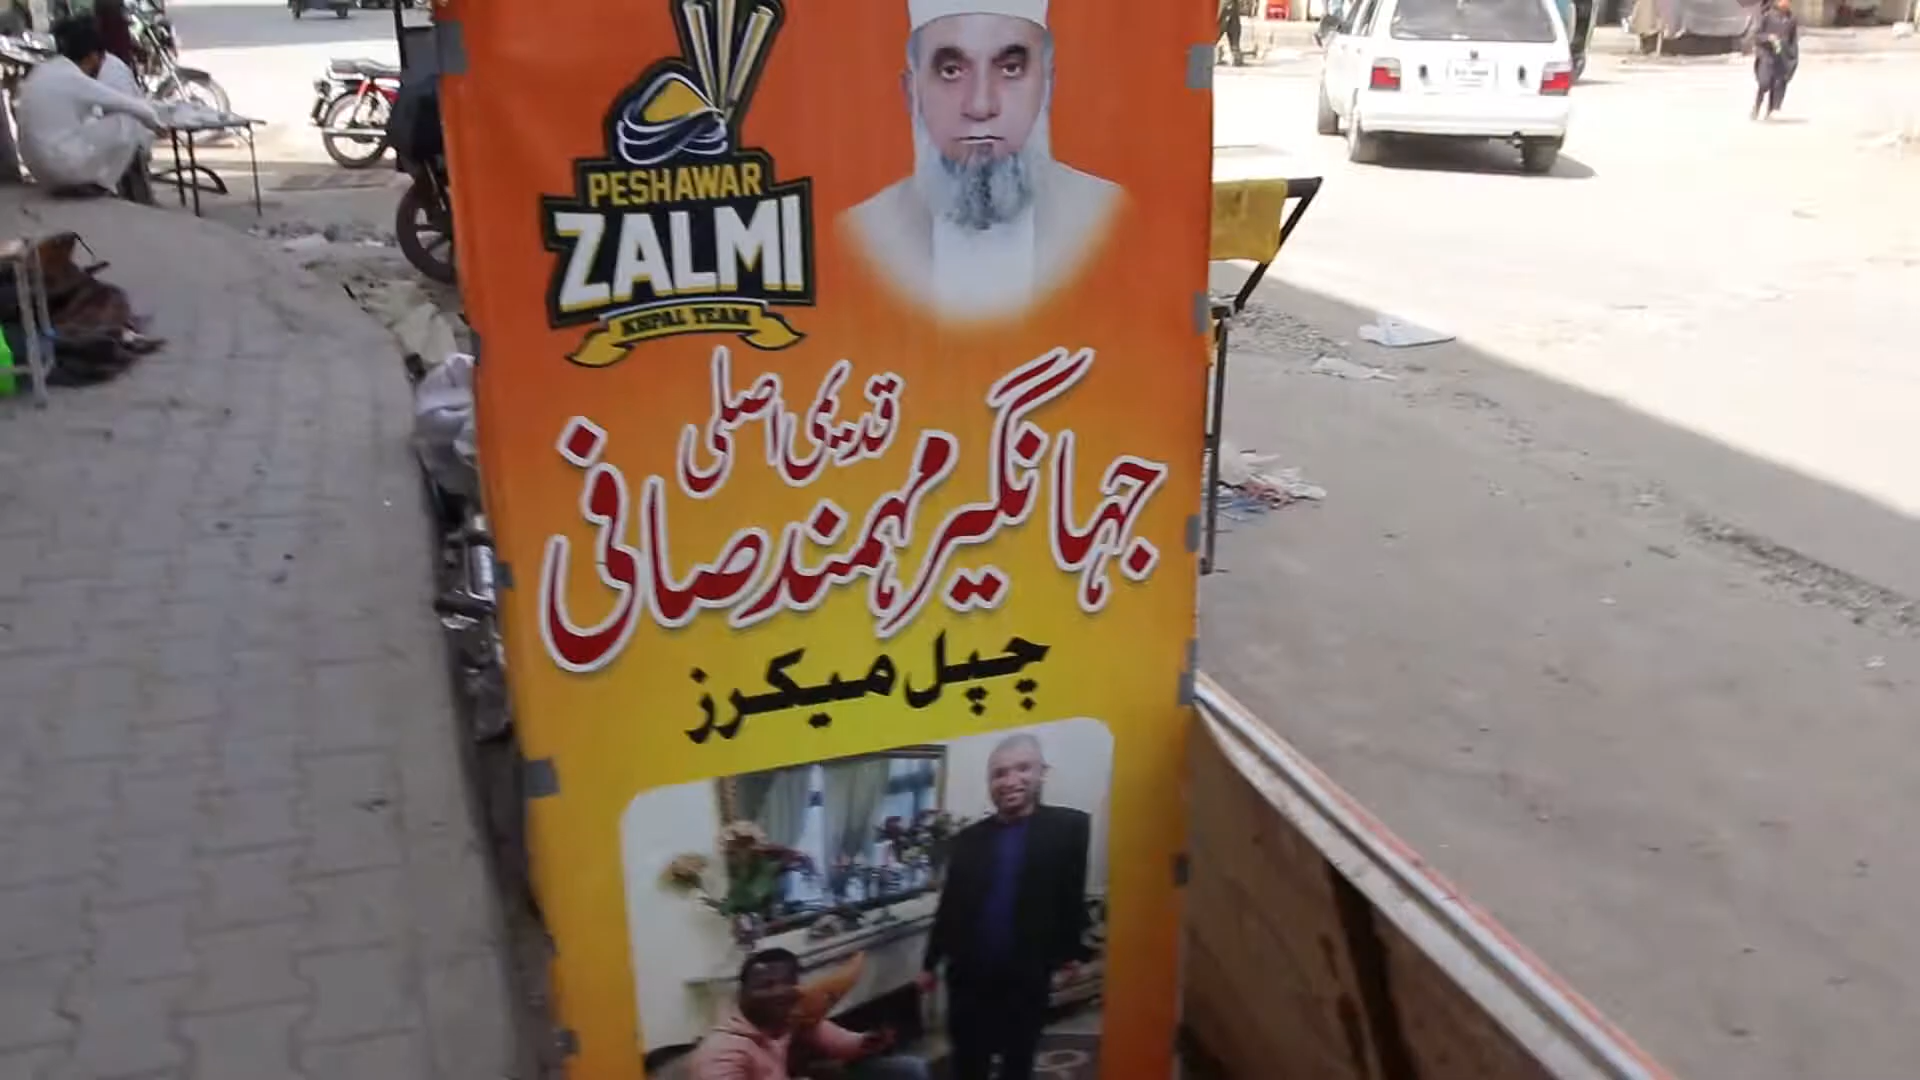 PESHAWAR
ZALMI
KHPAL TEAM
قدیمی اصلی
جہانگیر مہمند صافی
چپل میکرز